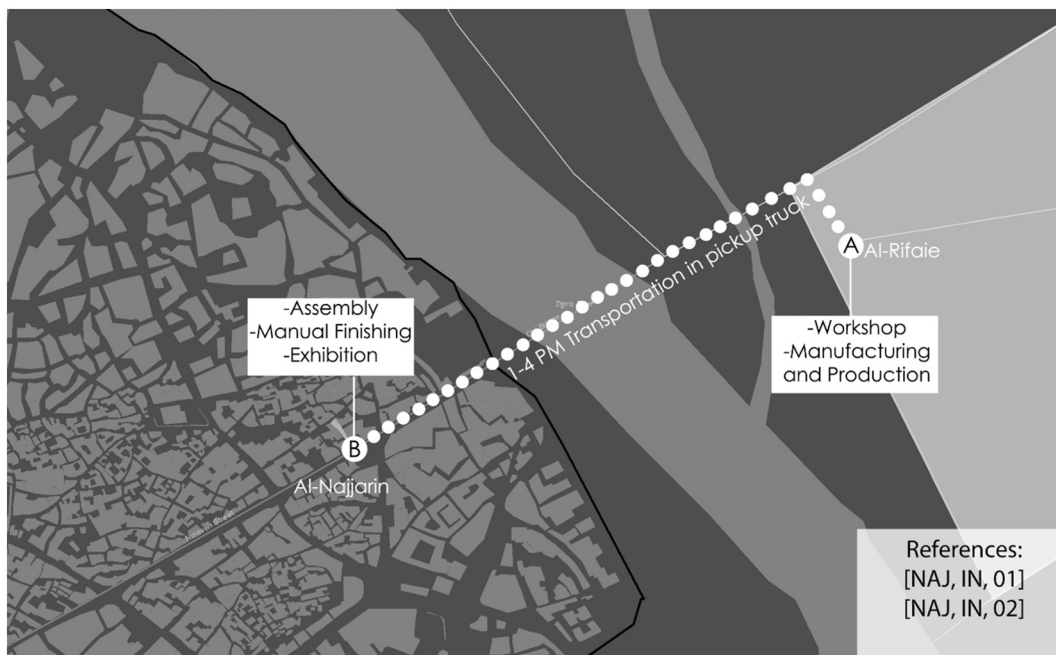 -Assembly
-Manual Finishing
-Exhibition
B
Al-Najjarin
1-4 PM Transportation in pickup truck
A
Al-Rifaie
-Workshop
-Manufacturing
and Production
References:
[NAJ, IN, 01]
[NAJ, IN, 02]